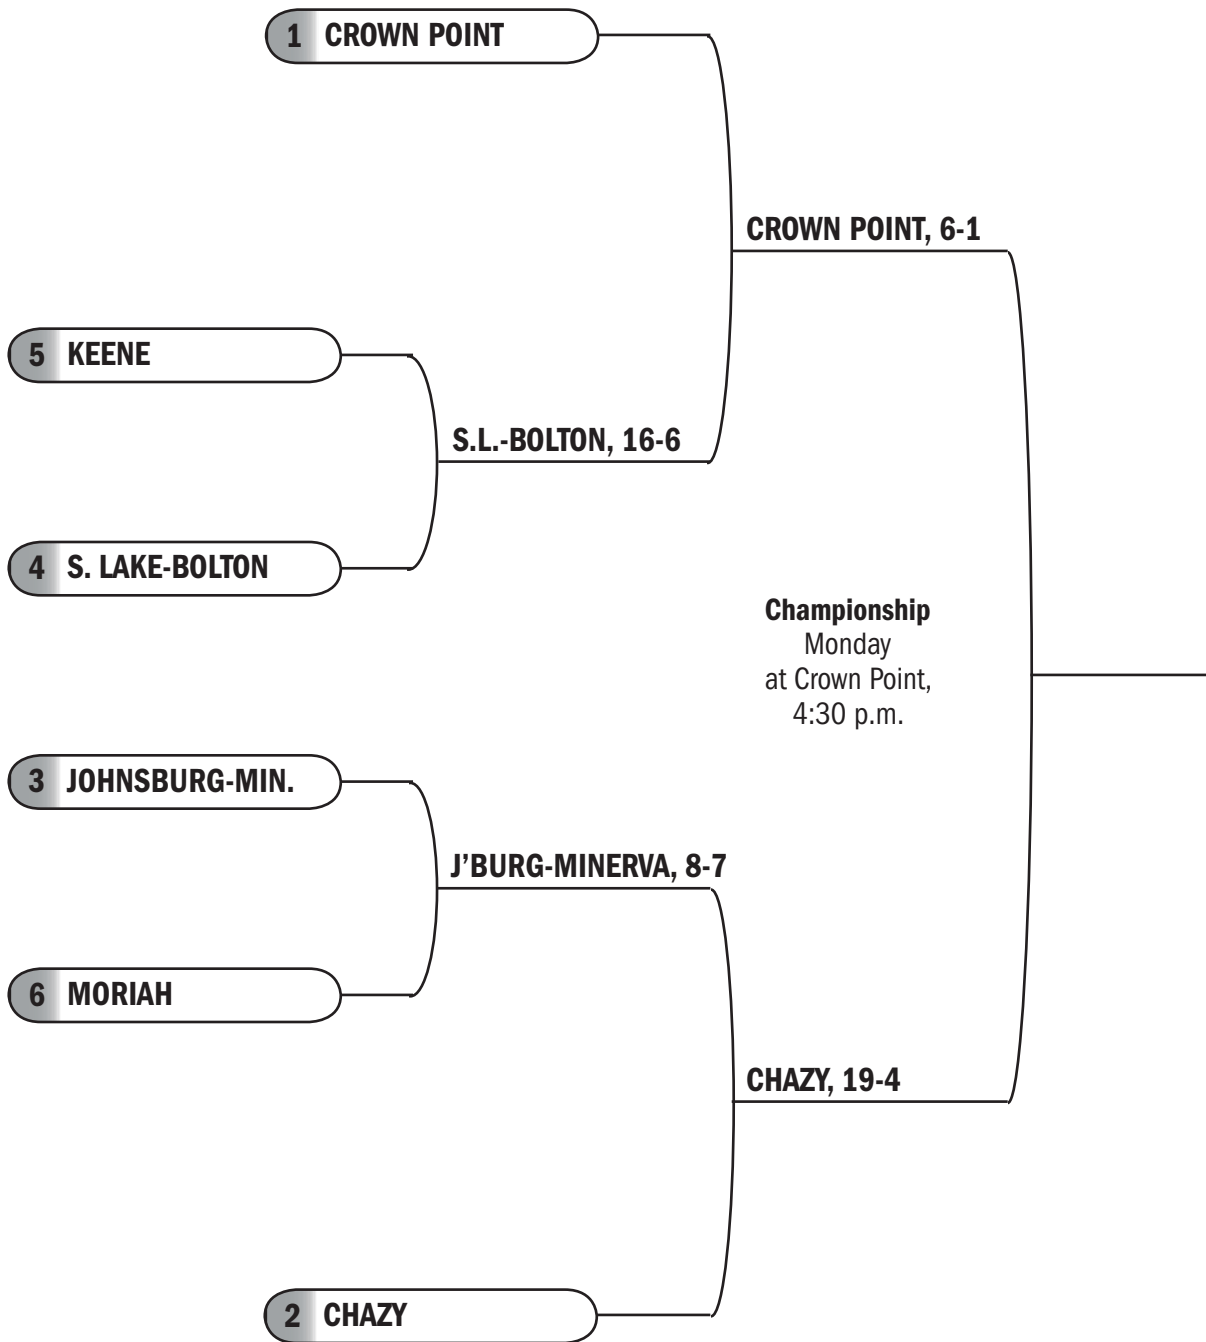 1 CROWN POINT
CROWN POINT, 6-1
5 KEENE
S.L.-BOLTON, 16-6
4 S. LAKE-BOLTON
Championship
Monday
at Crown Point,
4:30 p.m.
3 JOHNSBURG-MIN.
J’BURG-MINERVA, 8-7
6 MORIAH
CHAZY, 19-4
2 CHAZY